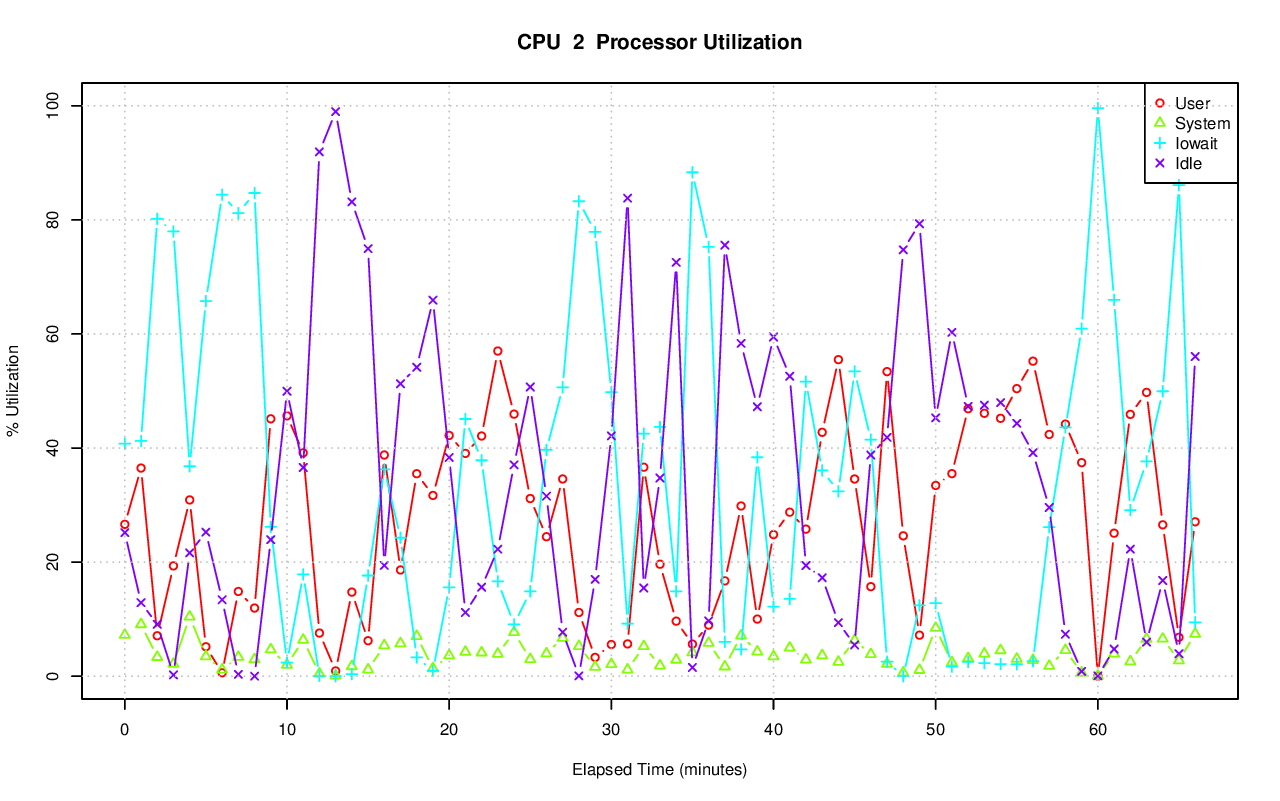 CPU  2  Processor Utilization
% Utilization
100
80
60
40
20
0
User
System
Iowait
Idle
0 10 20 30 40 50 60
Elapsed Time (minutes)